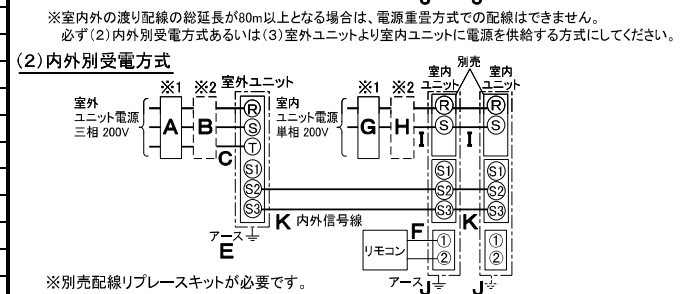 ※室内外の渡り配線の総延長が80m以上となる場合は、電源重畳方式での配線はできません。
必ず(2)内外別受電方式あるいは(3)室外ユニットより室内ユニットに電源を供給する方式にしてください。
(2)内外別受電方式
※1 ※2 室外ユニット
室外
ユニット電源
三相 200V
A B C
R
S
T
S1
S2
S3
アース
E
K 内外信号線
※1 ※2
室内
ユニット電源
単相 200V
G H I I
別売
室内
ユニット
室内
ユニット
R
S
S1
S2
S3
①
②
R
S
S1
S2
S3
①
②
F K
リモコン
アース J J
※別売配線リプレースキットが必要です。